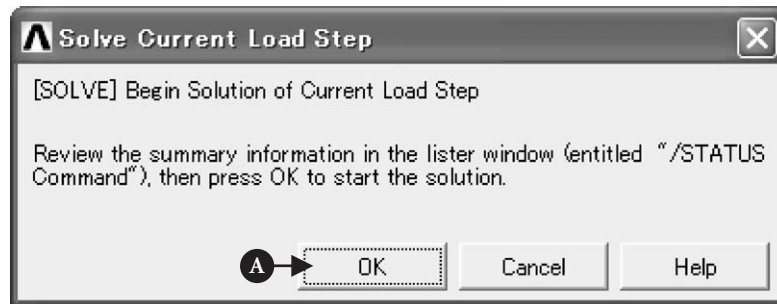 Solve Current Load Step
[SOLVE] Begin Solution of Current Load Step
Review the summary information in the lister window (entitled "/STATUS
Command"), then press OK to start the solution.
A OK Cancel Help